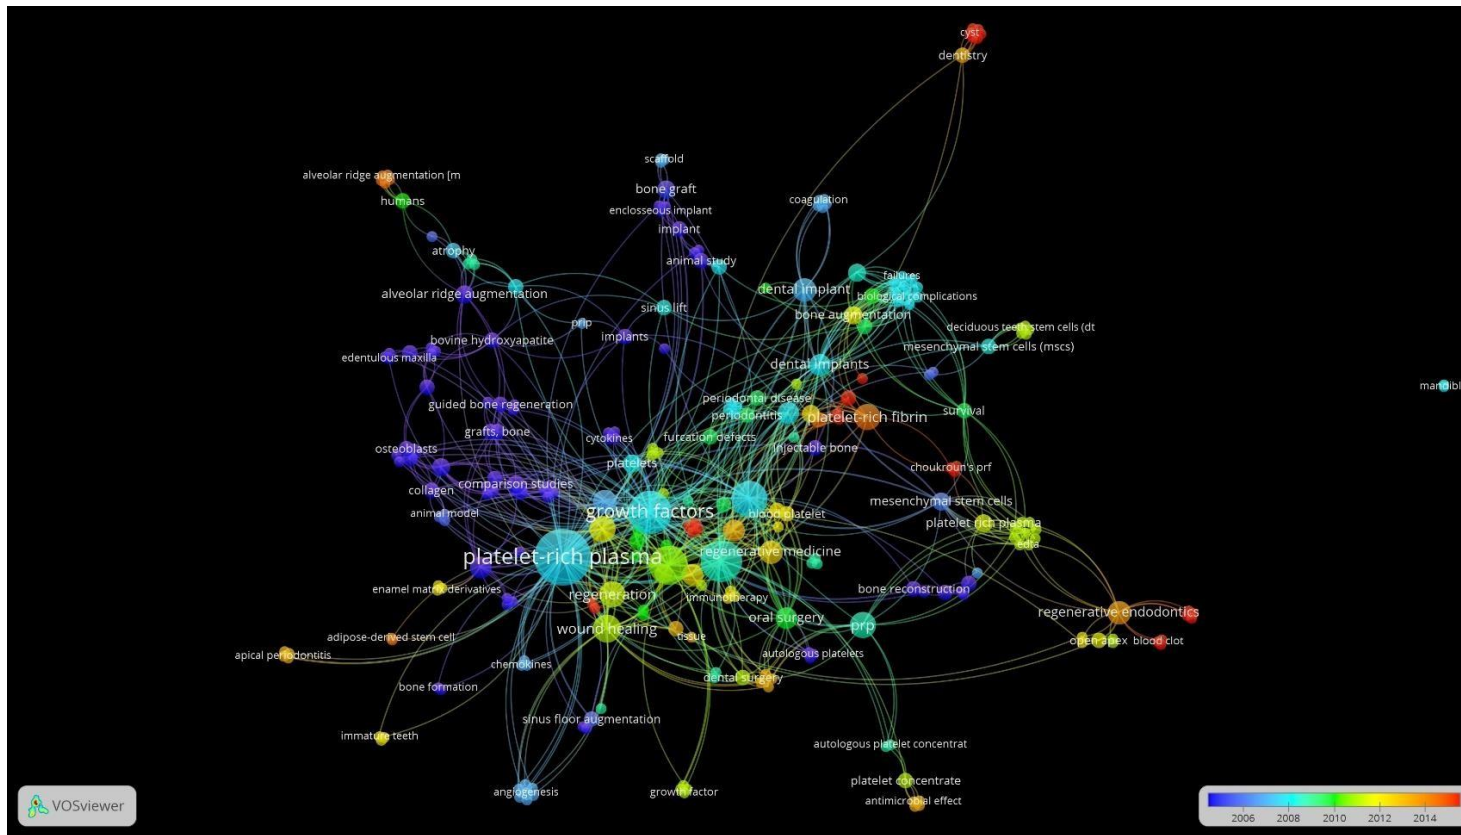 cyst
dentistry
scaffold
alveolar ridge augmentation [m
bone graft
humans
coagulation
enclosseous implant
implant
atrophy
animal study
failures
dental implant
alveolar ridge augmentation
biological complications
sinus lift
bone augmentation
prip
deciduous teeth stem cells (dt
implants
bovine hydroxyapatite
mesenchymal stem cells (mscs)
edentulous maxilla
dental implants
mandibl
periodontal disease
guided bone regeneration
survival
periodontitis
platelet-rich fibrin
grafts, bone
cytokines
furcation defects
osteoblasts
injectable bone
platelets
choukroun's prf
comparison studies
collagen
mesenchymal stem cells
growth factors
animal model
blood platelet
platelet rich plasma
edta
platelet-rich plasma
regenerative medicine
enamel matrix derivatives
bone reconstruction
regeneration
immunotherapy
regenerative endodontics
oral surgery
prp
wound healing
adipose-derived stem cell
tissue
open apex
blood clot
apical periodontitis
autologous platelets
chemokines
dental surgery
bone formation
sinus floor augmentation
immature teeth
autologous platelet concentrat
platelet concentrate
angiogenesis
growth factor
antimicrobial effect
VOSviewer
2006 2008 2010 2012 2014